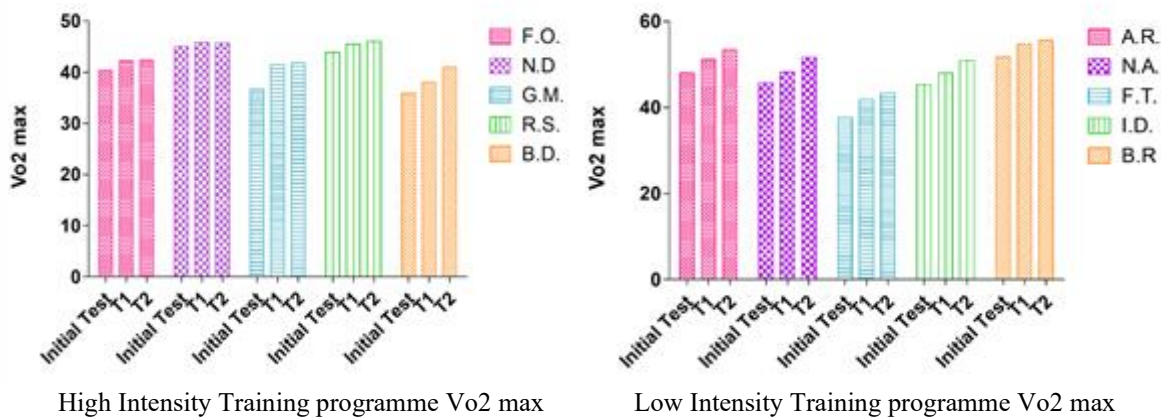 50
40
30
20
10
0
Vo2 max
Initial Test
T1
T2
Initial Test
T1
T2
Initial Test
T1
T2
Initial Test
T1
T2
Initial Test
T1
T2
F.O.
N.D
G.M.
R.S.
B.D.
High Intensity Training programme Vo2 max
60
40
20
0
Vo2 max
Initial Test
T1
T2
Initial Test
T1
T2
Initial Test
T1
T2
Initial Test
T1
T2
Initial Test
T1
T2
A.R.
N.A.
F.T.
I.D.
B.R
Low Intensity Training programme Vo2 max